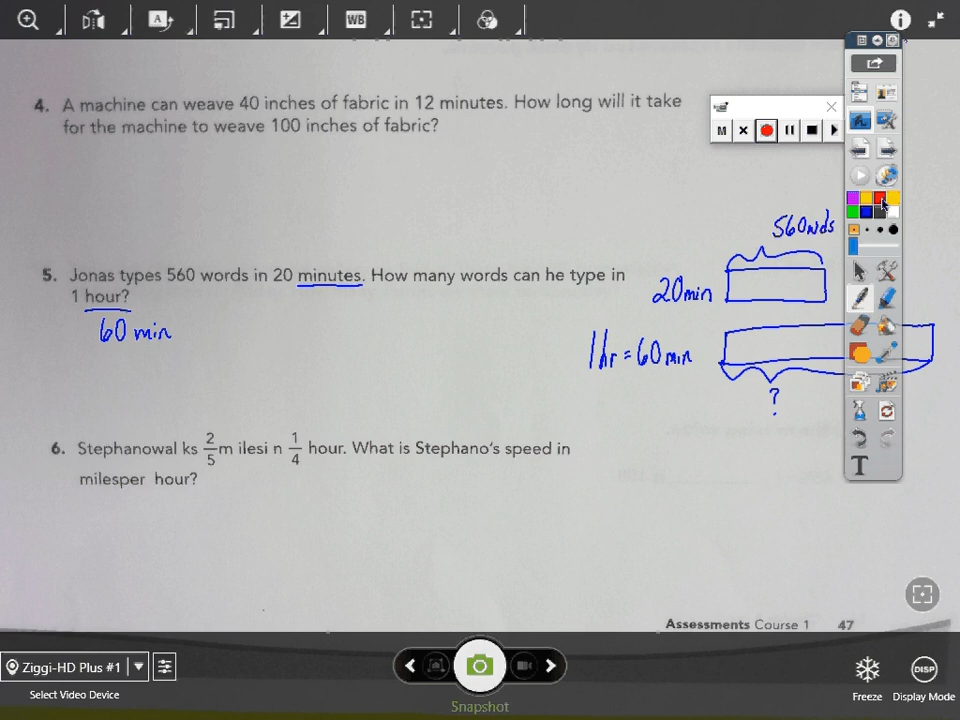 WB
4. A machine can weave 40 inches of fabric in 12 minutes. How long will it take
for the machine to weave 100 inches of fabric?
M
560wds
5. Jonas types 560 words in 20 minutes. How many words can he type in
1 hour?
20min
60 min
1hr = 60min
?
6. Stephanowal ks 2/5 m ilesi n 1/4 hour. What is Stephano's speed in
milesper hour?
T
Assessments Course 1 47
Ziggi-HD Plus #1
Select Video Device
Snapshot
Freeze
DISP
Display Mode